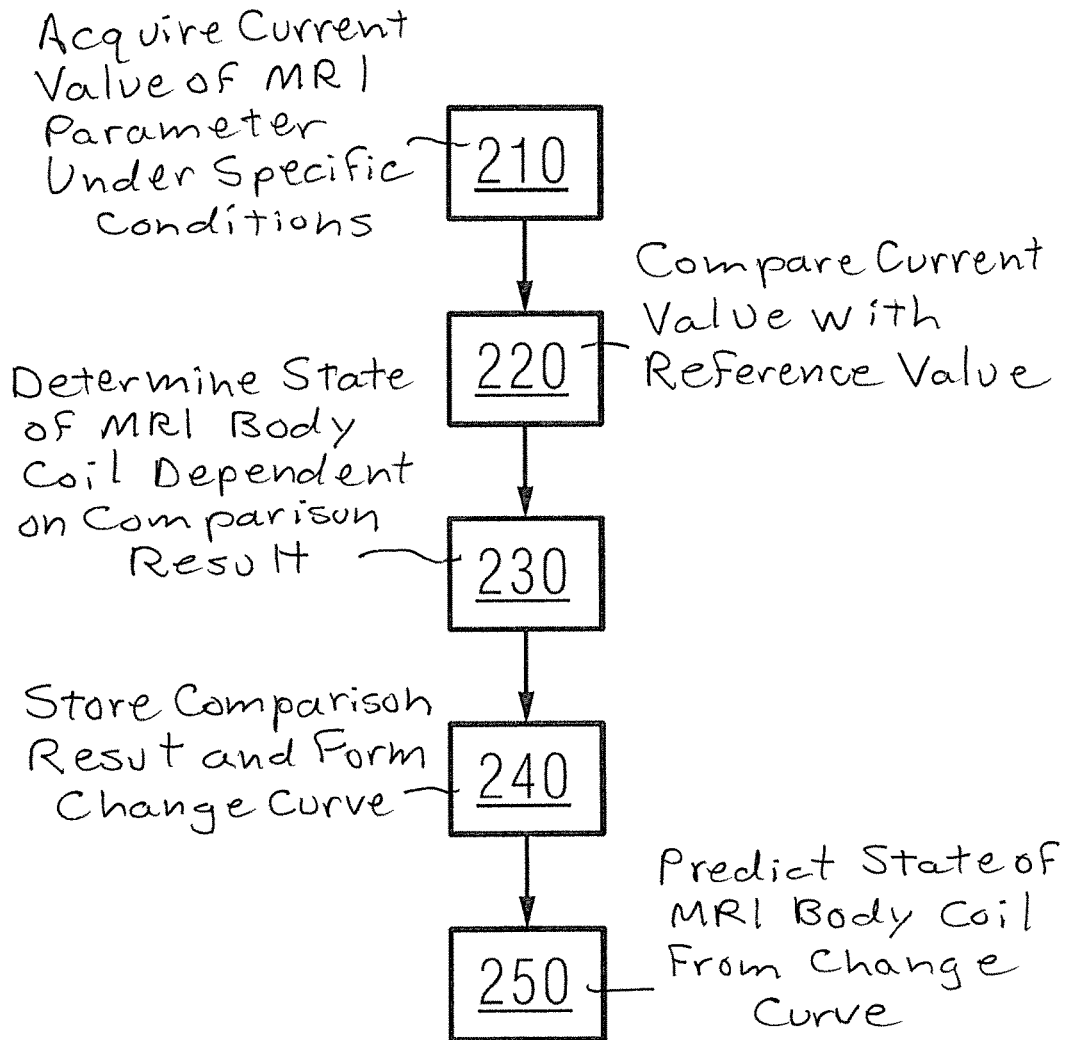 Acquire Current
Value of MRI
Parameter
Under Specific
Conditions
210
Compare Current
Value with
Reference Value
220
Determine State
of MRI Body
Coil Dependent
on Comparison
Result
230
Store Comparison
Resut and Form
Change Curve
240
Predict State of
MRI Body Coil
From Change
Curve
250